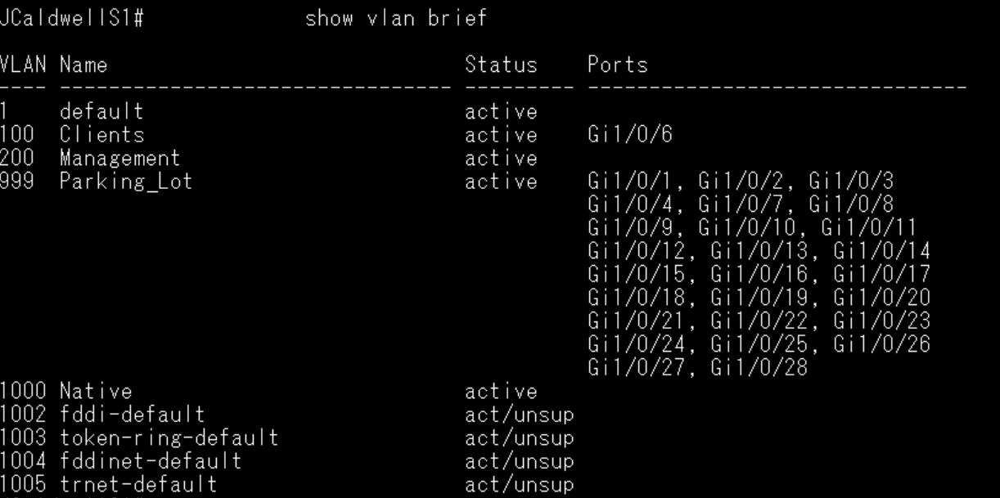 JCaldwellS1# show vlan brief
VLAN Name Status Ports
---- -------------------------------- --------- -------------------------------
1 default active
100 Clients active Gi1/0/6
200 Management active
999 Parking_Lot active Gi1/0/1, Gi1/0/2, Gi1/0/3
Gi1/0/4, Gi1/0/7, Gi1/0/8
Gi1/0/9, Gi1/0/10, Gi1/0/11
Gi1/0/12, Gi1/0/13, Gi1/0/14
Gi1/0/15, Gi1/0/16, Gi1/0/17
Gi1/0/18, Gi1/0/19, Gi1/0/20
Gi1/0/21, Gi1/0/22, Gi1/0/23
Gi1/0/24, Gi1/0/25, Gi1/0/26
Gi1/0/27, Gi1/0/28
1000 Native active
1002 fddi-default act/unsup
1003 token-ring-default act/unsup
1004 fddinet-default act/unsup
1005 trnet-default act/unsup